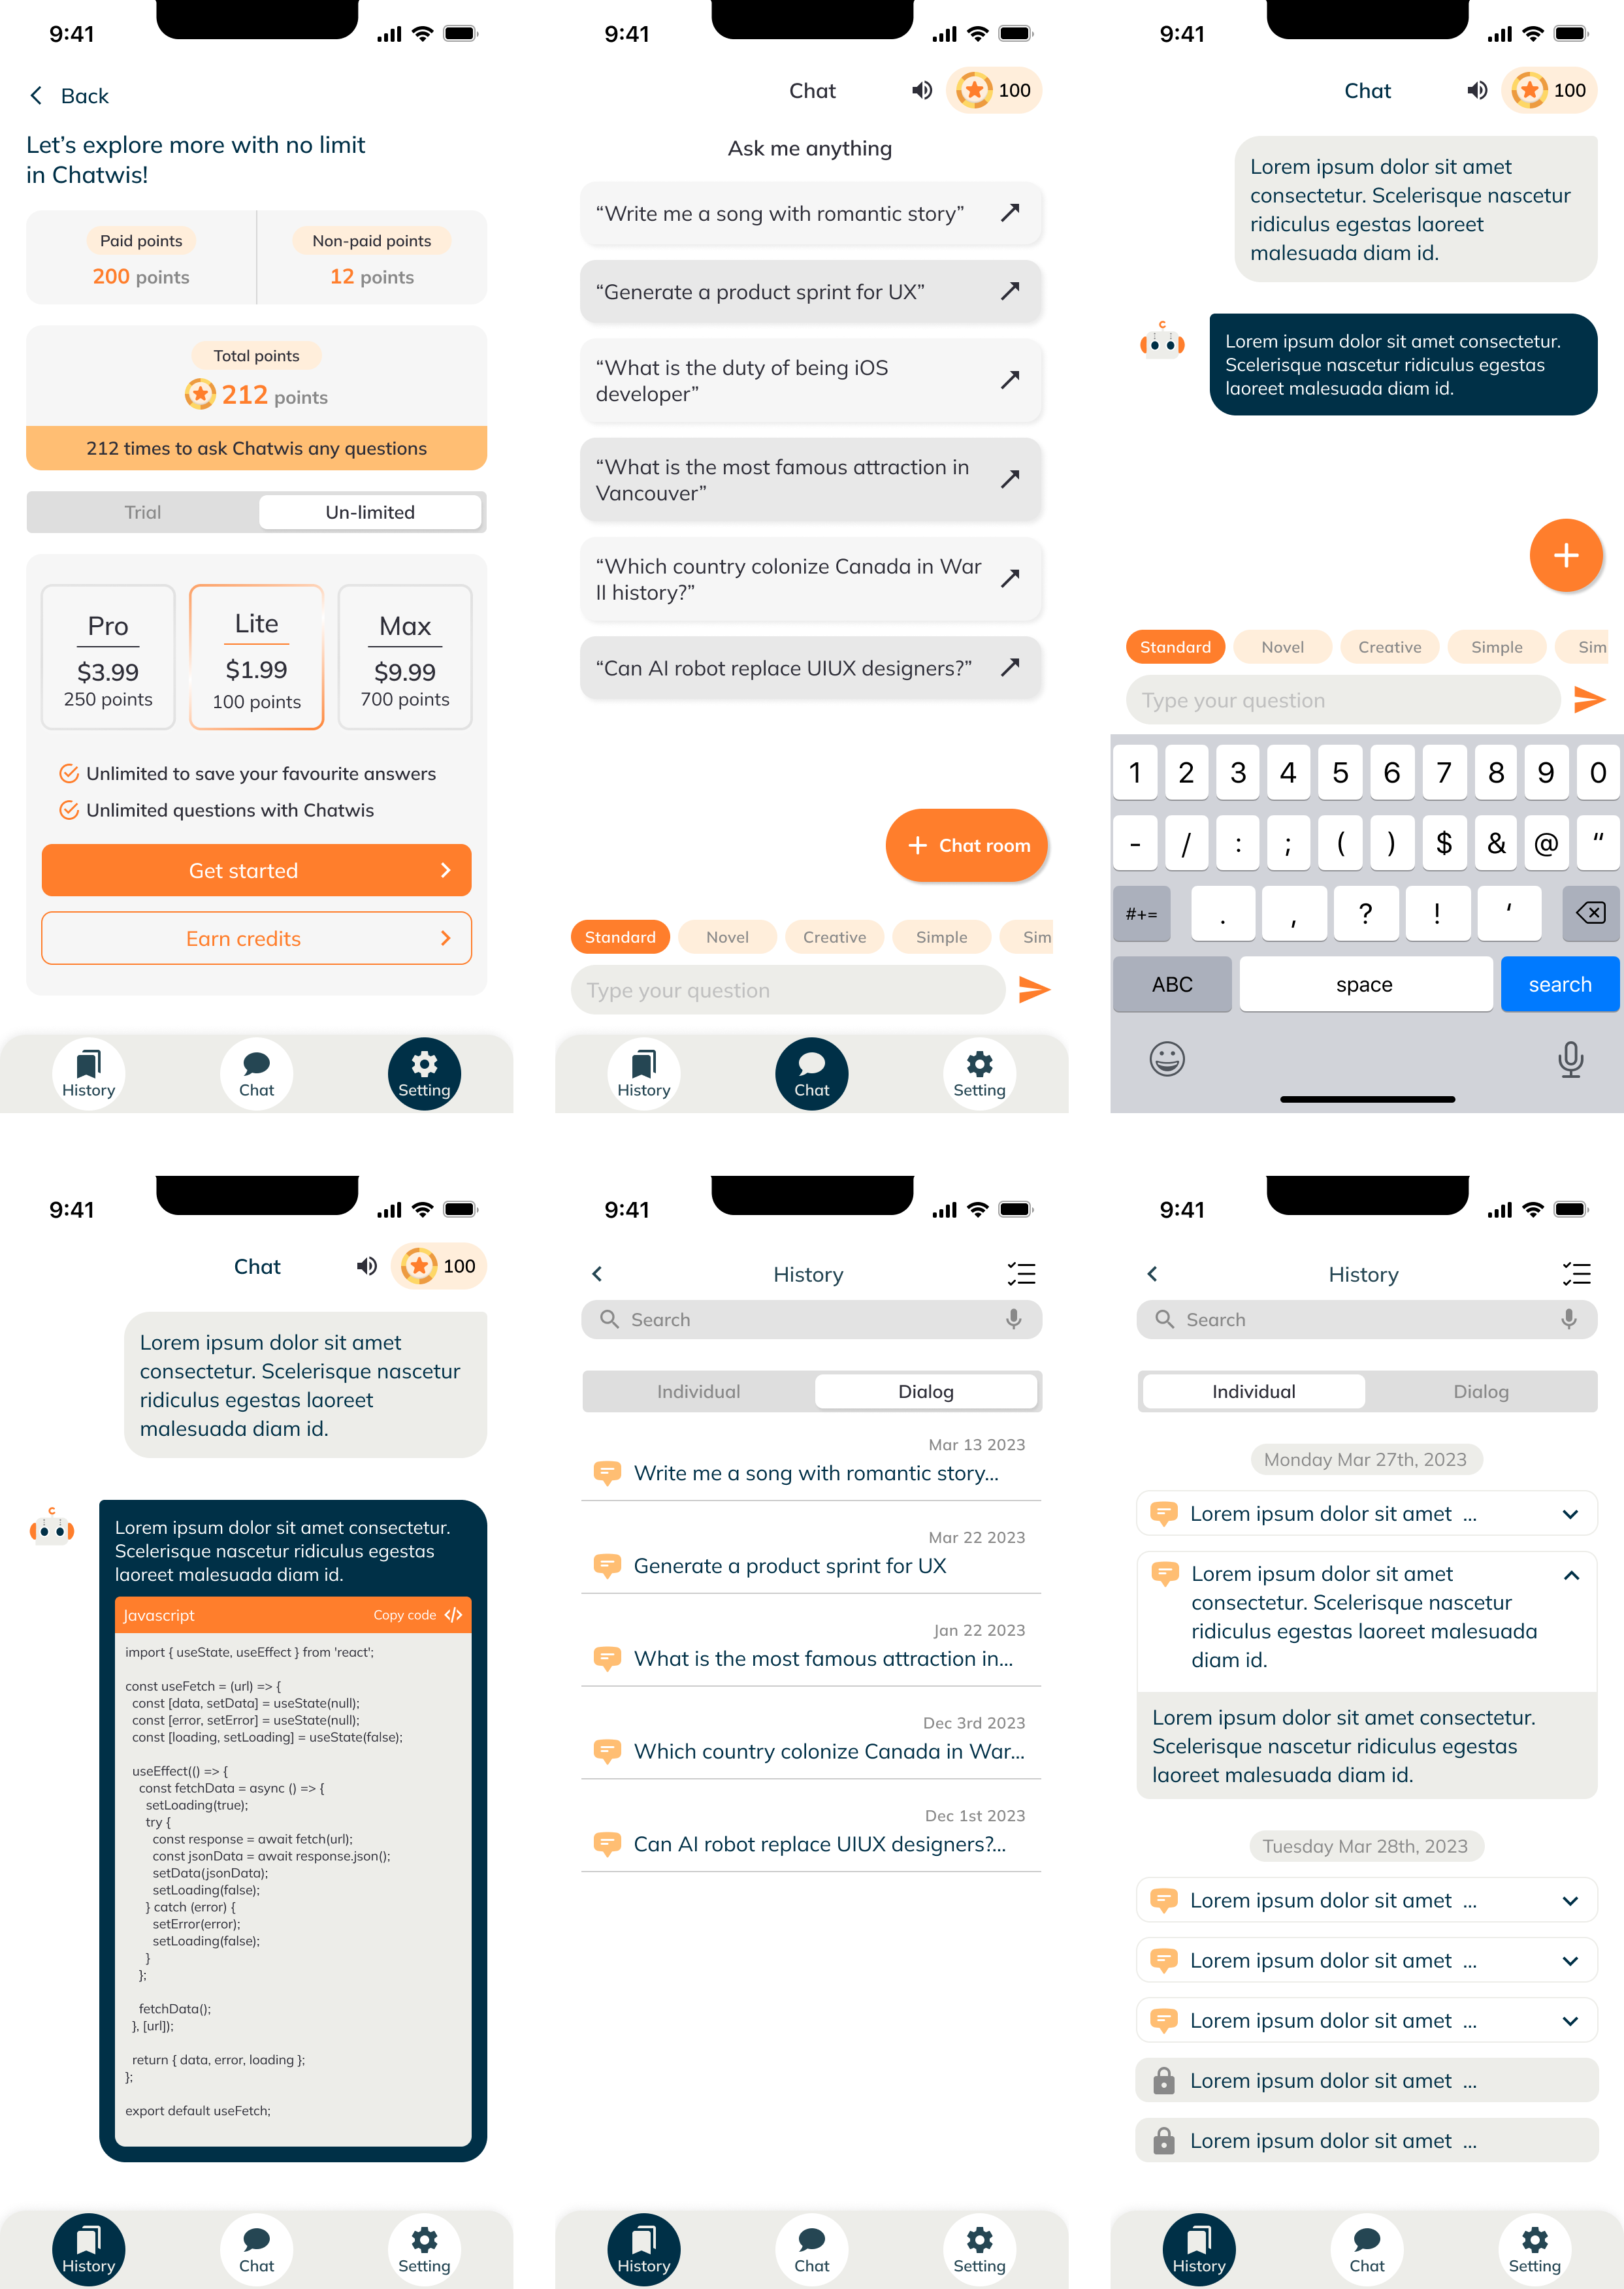 9:41
Back
Let’s explore more with no limit
in Chatwis!
Paid points
Non-paid points
200 points
12 points
Total points
212 points
212 times to ask Chatwis any questions
Trial
Un-limited
Pro
Lite
Max
$3.99
$1.99
$9.99
250 points
100 points
700 points
Unlimited to save your favourite answers
Unlimited questions with Chatwis
Get started
Earn credits
History
Chat
Setting
9:41
Chat
100
Ask me anything
“Write me a song with romantic story”
“Generate a product sprint for UX”
“What is the duty of being iOS
developer”
“What is the most famous attraction in
Vancouver”
“Which country colonize Canada in War
II history?”
“Can AI robot replace UIUX designers?”
+ Chat room
Standard
Novel
Creative
Simple
Sim
Type your question
History
Chat
Setting
9:41
Chat
100
Lorem ipsum dolor sit amet
consectetur. Scelerisque nascetur
ridiculus egestas laoreet
malesuada diam id.
C
Lorem ipsum dolor sit amet consectetur.
Scelerisque nascetur ridiculus egestas
laoreet malesuada diam id.
+
Standard
Novel
Creative
Simple
Sim
Type your question
1 2 3 4 5 6 7 8 9 0
- / : ; ( ) $ & @ “
#+= . , ? ! ‘
ABC space search
9:41
Chat
100
Lorem ipsum dolor sit amet
consectetur. Scelerisque nascetur
ridiculus egestas laoreet
malesuada diam id.
C
Lorem ipsum dolor sit amet consectetur.
Scelerisque nascetur ridiculus egestas
laoreet malesuada diam id.
Javascript
Copy code </>
import { useState, useEffect } from 'react';
const useFetch = (url) => {
const [data, setData] = useState(null);
const [error, setError] = useState(null);
const [loading, setLoading] = useState(false);
useEffect(() => {
const fetchData = async () => {
setLoading(true);
try {
const response = await fetch(url);
const jsonData = await response.json();
setData(jsonData);
setLoading(false);
} catch (error) {
setError(error);
setLoading(false);
}
};
fetchData();
}, [url]);
return { data, error, loading };
};
export default useFetch;
History
Chat
Setting
9:41
History
Search
Individual
Dialog
Mar 13 2023
Write me a song with romantic story...
Mar 22 2023
Generate a product sprint for UX
Jan 22 2023
What is the most famous attraction in...
Dec 3rd 2023
Which country colonize Canada in War...
Dec 1st 2023
Can AI robot replace UIUX designers?...
History
Chat
Setting
9:41
History
Search
Individual
Dialog
Monday Mar 27th, 2023
Lorem ipsum dolor sit amet ...
Lorem ipsum dolor sit amet
consectetur. Scelerisque nascetur
ridiculus egestas laoreet malesuada
diam id.
Lorem ipsum dolor sit amet consectetur.
Scelerisque nascetur ridiculus egestas
laoreet malesuada diam id.
Tuesday Mar 28th, 2023
Lorem ipsum dolor sit amet ...
Lorem ipsum dolor sit amet ...
Lorem ipsum dolor sit amet ...
Lorem ipsum dolor sit amet ...
Lorem ipsum dolor sit amet ...
History
Chat
Setting